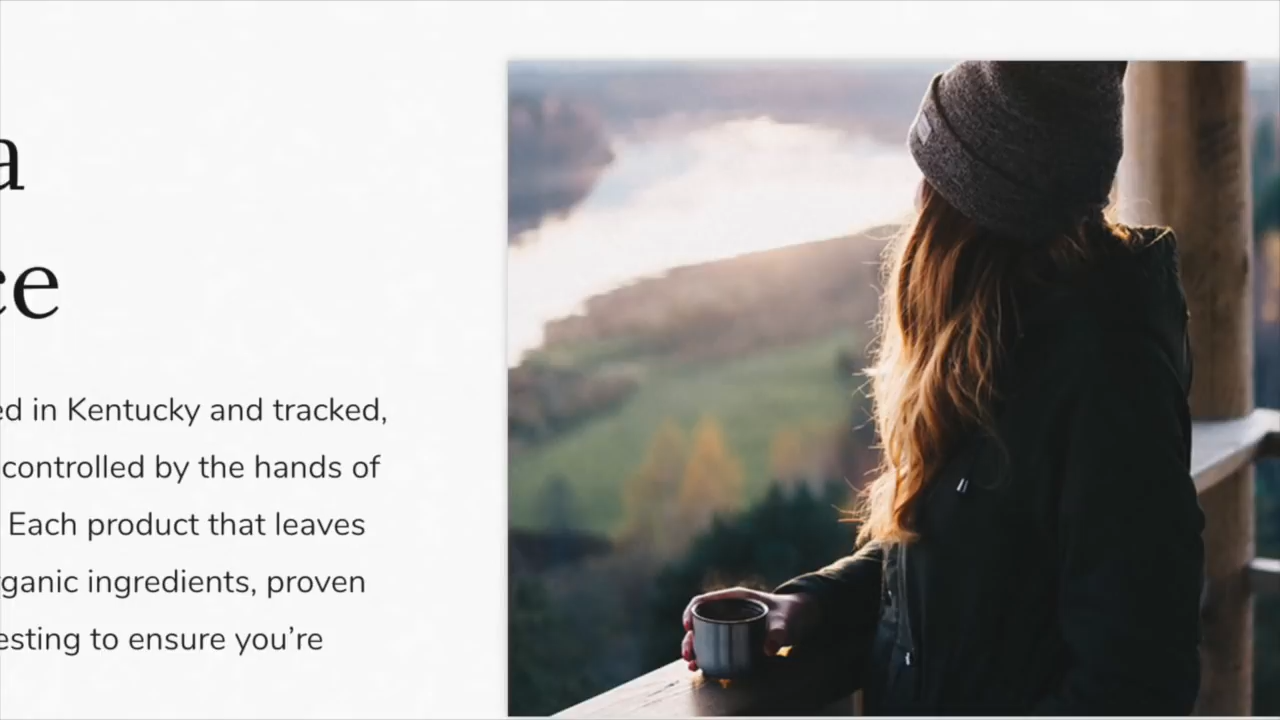 a
ce
ed in Kentucky and tracked,
controlled by the hands of
Each product that leaves
rganic ingredients, proven
esting to ensure you’re